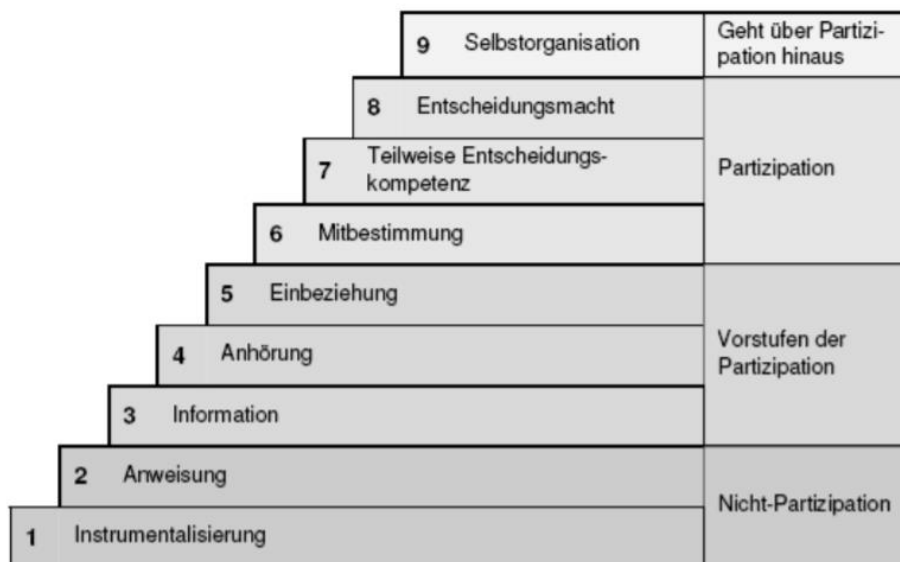 9 Selbstorganisation
Geht über Partizi-
pation hinaus
8 Entscheidungsmacht
7 Teilweise Entscheidungs-
kompetenz
Partizipation
6 Mitbestimmung
5 Einbeziehung
4 Anhörung
Vorstufen der
Partizipation
3 Information
2 Anweisung
Nicht-Partizipation
1 Instrumentalisierung